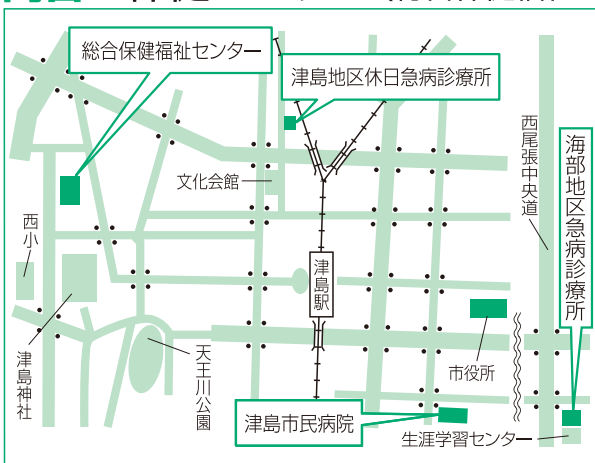 総合保健福祉センター
津島地区休日急病診療所
西尾張中央道
海部地区急病診療所
文化会館
西小
津島駅
津島神社
天王川公園
市役所
津島市民病院
生涯学習センター